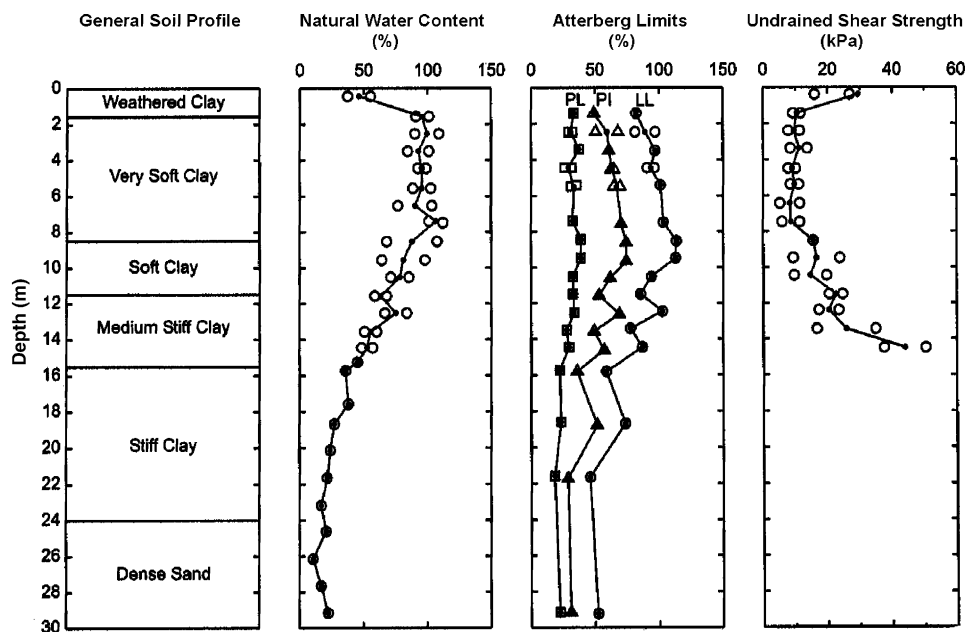 General Soil Profile
Natural Water Content
(%)
Atterberg Limits
(%)
Undrained Shear Strength
(kPa)
0 50 100 150
0 50 100 150
0 20 40 60
Depth (m)
0
2
4
6
8
10
12
14
16
18
20
22
24
26
28
30
Weathered Clay
Very Soft Clay
Soft Clay
Medium Stiff Clay
Stiff Clay
Dense Sand
PL PI LL